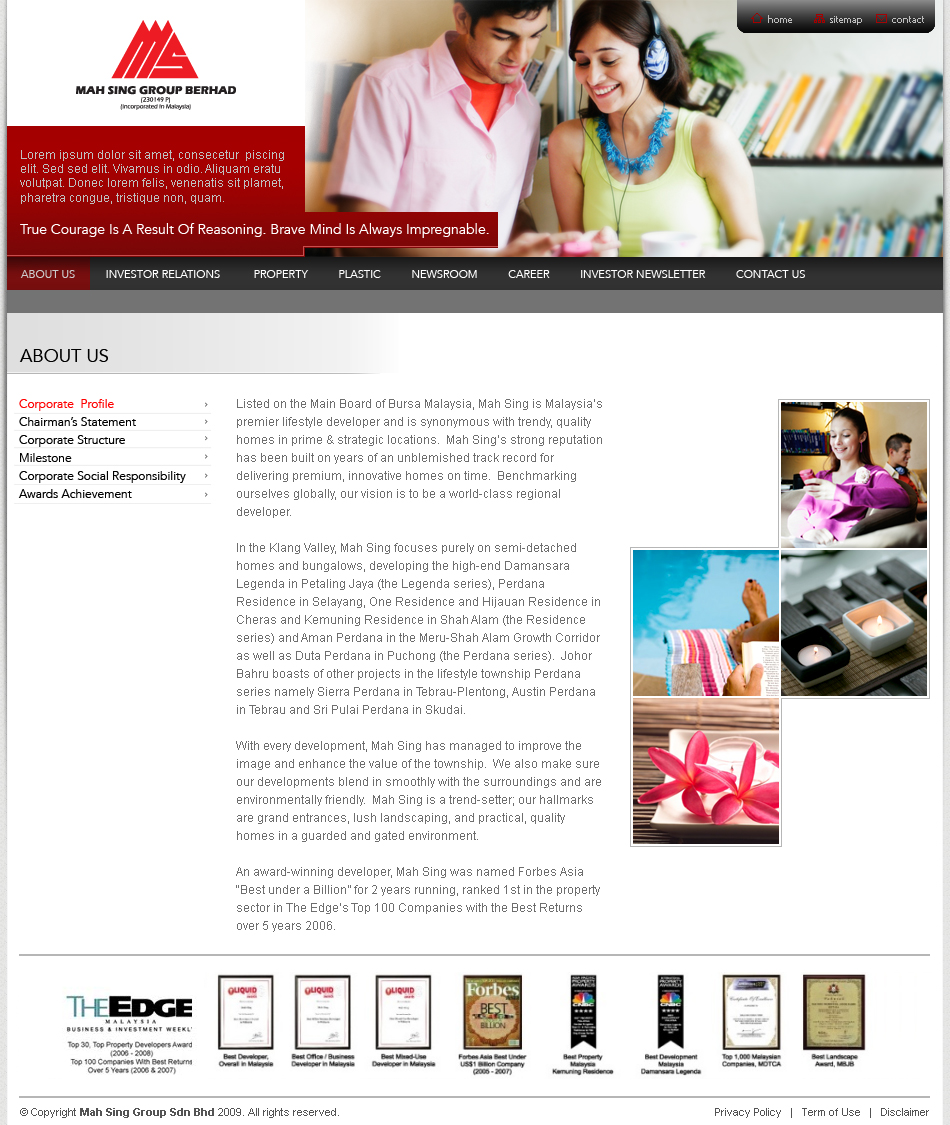 home sitemap contact
MAH SING GROUP BERHAD
(230149 P)
(Incorporated In Malaysia)
Lorem ipsum dolor sit amet, consectetur piscing
elit. Sed sed elit. Vivamus in odio. Aliquam eratu
volutpat. Donec lorem felis, venenatis sit plamet,
pharetra congue, tristique non, quam.
True Courage Is A Result Of Reasoning. Brave Mind Is Always Impregnable.
ABOUT US INVESTOR RELATIONS PROPERTY PLASTIC NEWSROOM CAREER INVESTOR NEWSLETTER CONTACT US
ABOUT US
Corporate Profile
Chairman's Statement
Corporate Structure
Milestone
Corporate Social Responsibility
Awards Achievement
Listed on the Main Board of Bursa Malaysia, Mah Sing is Malaysia's
premier lifestyle developer and is synonymous with trendy, quality
homes in prime & strategic locations. Mah Sing's strong reputation
has been built on years of an unblemished track record for
delivering premium, innovative homes on time. Benchmarking
ourselves globally, our vision is to be a world-class regional
developer.
In the Klang Valley, Mah Sing focuses purely on semi-detached
homes and bungalows, developing the high-end Damansara
Legenda in Petaling Jaya (the Legenda series), Perdana
Residence in Selayang, One Residence and Hijauan Residence in
Cheras and Kemuning Residence in Shah Alam (the Residence
series) and Aman Perdana in the Meru-Shah Alam Growth Corridor
as well as Duta Perdana in Puchong (the Perdana series). Johor
Bahru boasts of other projects in the lifestyle township Perdana
series namely Sierra Perdana in Tebrau-Plentong, Austin Perdana
in Tebrau and Sri Pulai Perdana in Skudai.
With every development, Mah Sing has managed to improve the
image and enhance the value of the township. We also make sure
our developments blend in smoothly with the surroundings and are
environmentally friendly. Mah Sing is a trend-setter; our hallmarks
are grand entrances, lush landscaping, and practical, quality
homes in a guarded and gated environment.
An award-winning developer, Mah Sing was named Forbes Asia
"Best under a Billion" for 2 years running, ranked 1st in the property
sector in The Edge's Top 100 Companies with the Best Returns
over 5 years 2006.
THE EDGE
MALAYSIA
BUSINESS & INVESTMENT WEEKLY
Top 30, Top Property Developers Award
(2006 - 2008)
Top 100 Companies With Best Returns
Over 5 Years (2006 & 2007)
LIQUID
Best Developer,
Overall in Malaysia
LIQUID
Best Office / Business
Developer in Malaysia
LIQUID
Best Mixed-Use
Developer in Malaysia
Forbes
BEST
BILLION
Forbes Asia Best Under
US$1 Billion Company
(2005 - 2007)
PROPERTY
AWARDS
CNBC
Best Property
Malaysia
Kemuning Residence
PROPERTY
AWARDS
CNBC
Best Development
Malaysia
Damansara Legenda
Top 1,000 Malaysian
Companies, MDTCA
Best Landscape
Award, MBJB
© Copyright Mah Sing Group Sdn Bhd 2009. All rights reserved.
Privacy Policy | Term of Use | Disclaimer